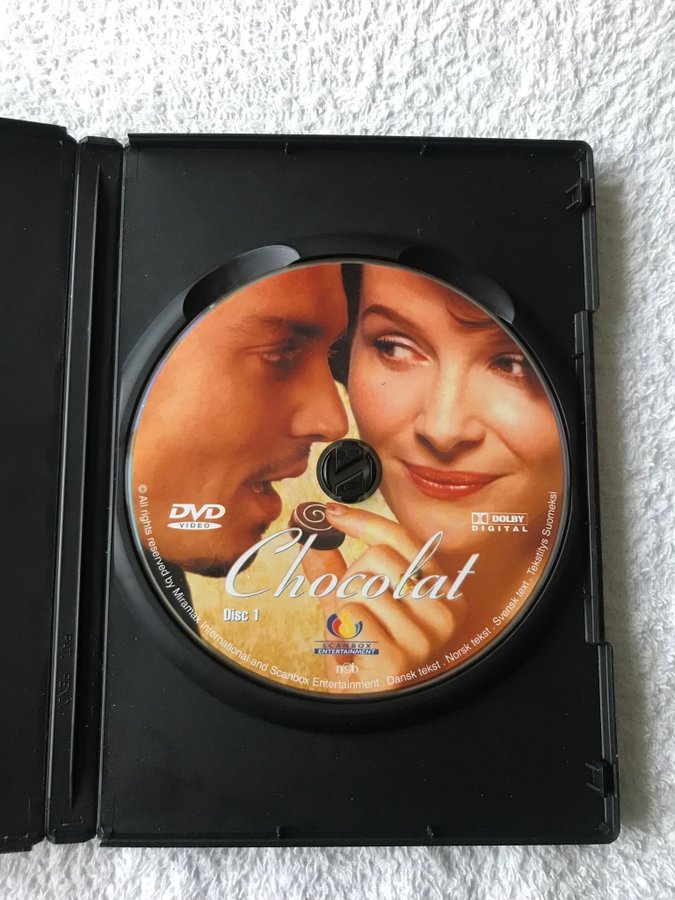 DVD
VIDEO
DOLBY
DIGITAL
Chocolat
Disc 1
SCANBOX
ENTERTAINMENT
ncb
© All rights reserved by Miramax International and Scanbox Entertainment . Dansk tekst . Norsk tekst . Svensk text . Tekstitys Suomeksi